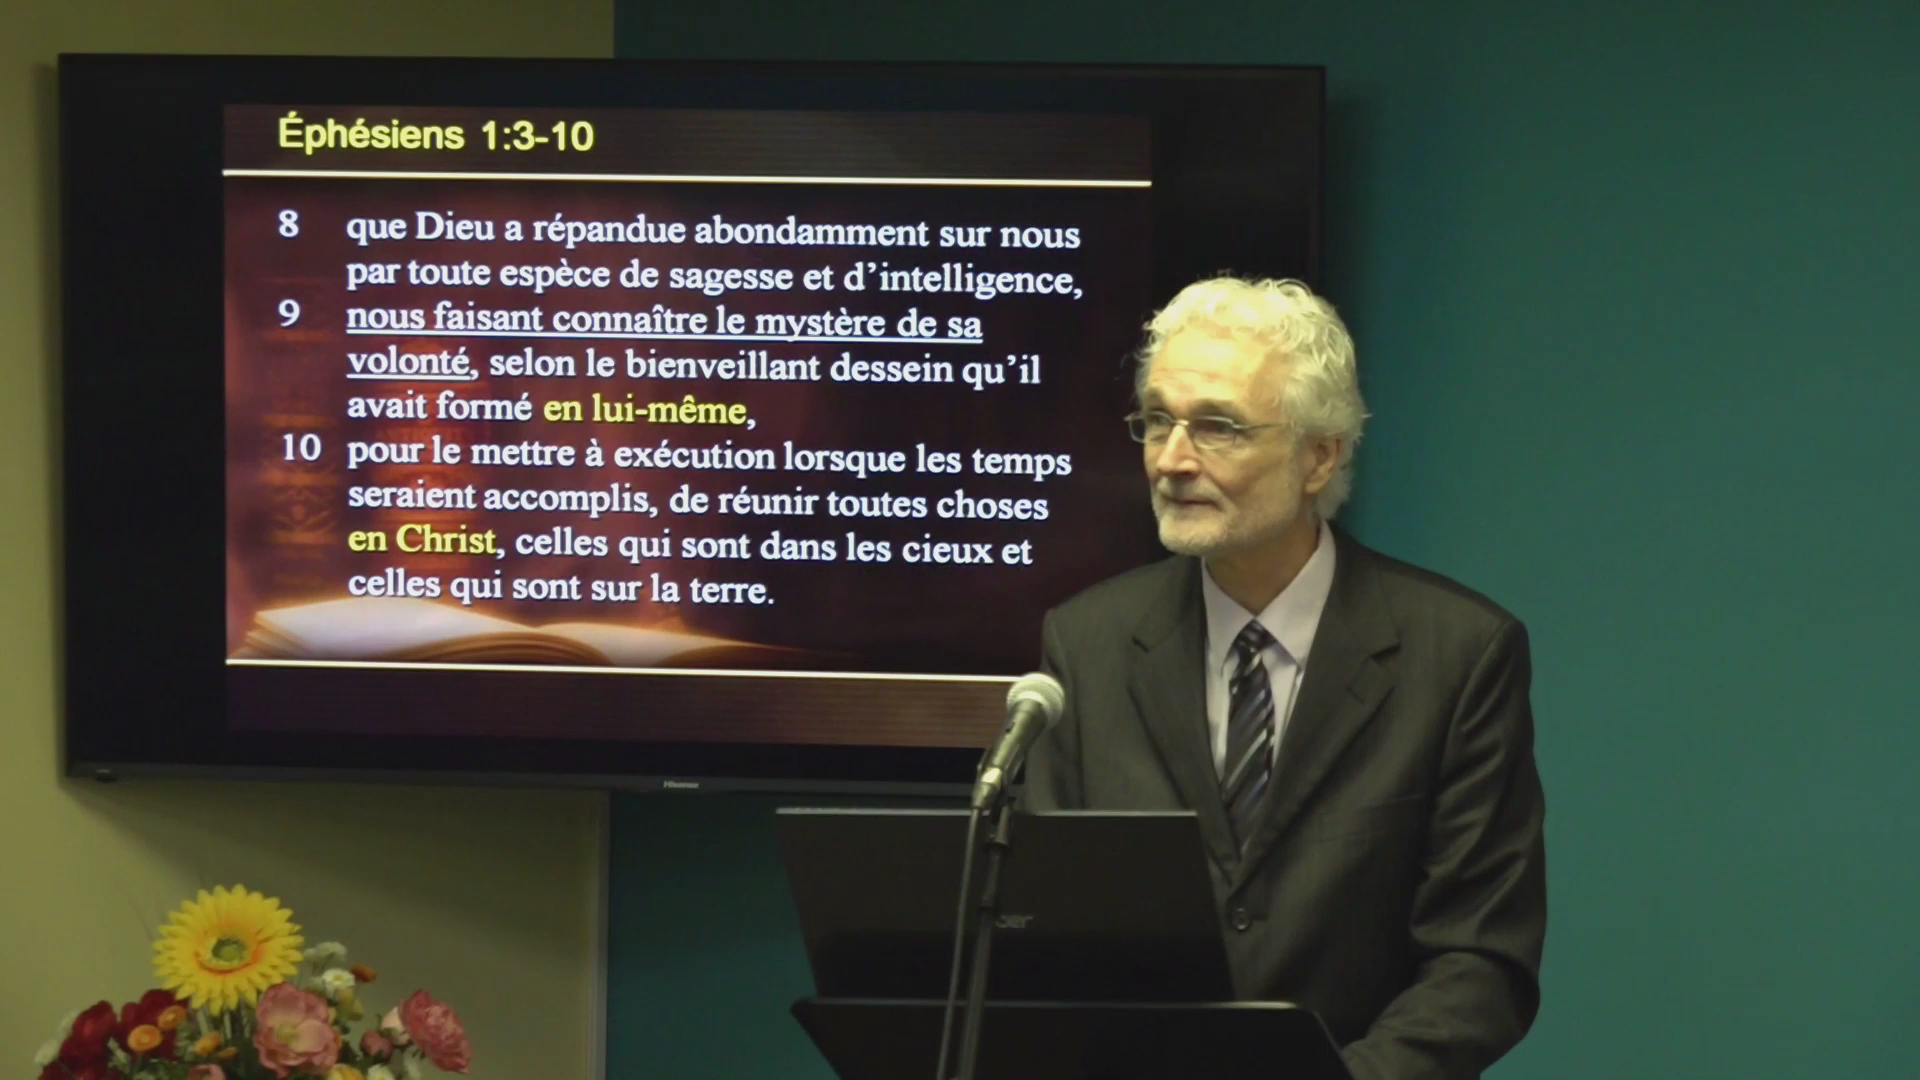 Éphésiens 1:3-10
8 que Dieu a répandue abondamment sur nous
par toute espèce de sagesse et d’intelligence,
9 nous faisant connaître le mystère de sa
volonté, selon le bienveillant dessein qu’il
avait formé en lui-même,
10 pour le mettre à exécution lorsque les temps
seraient accomplis, de réunir toutes choses
en Christ, celles qui sont dans les cieux et
celles qui sont sur la terre.
Hisense